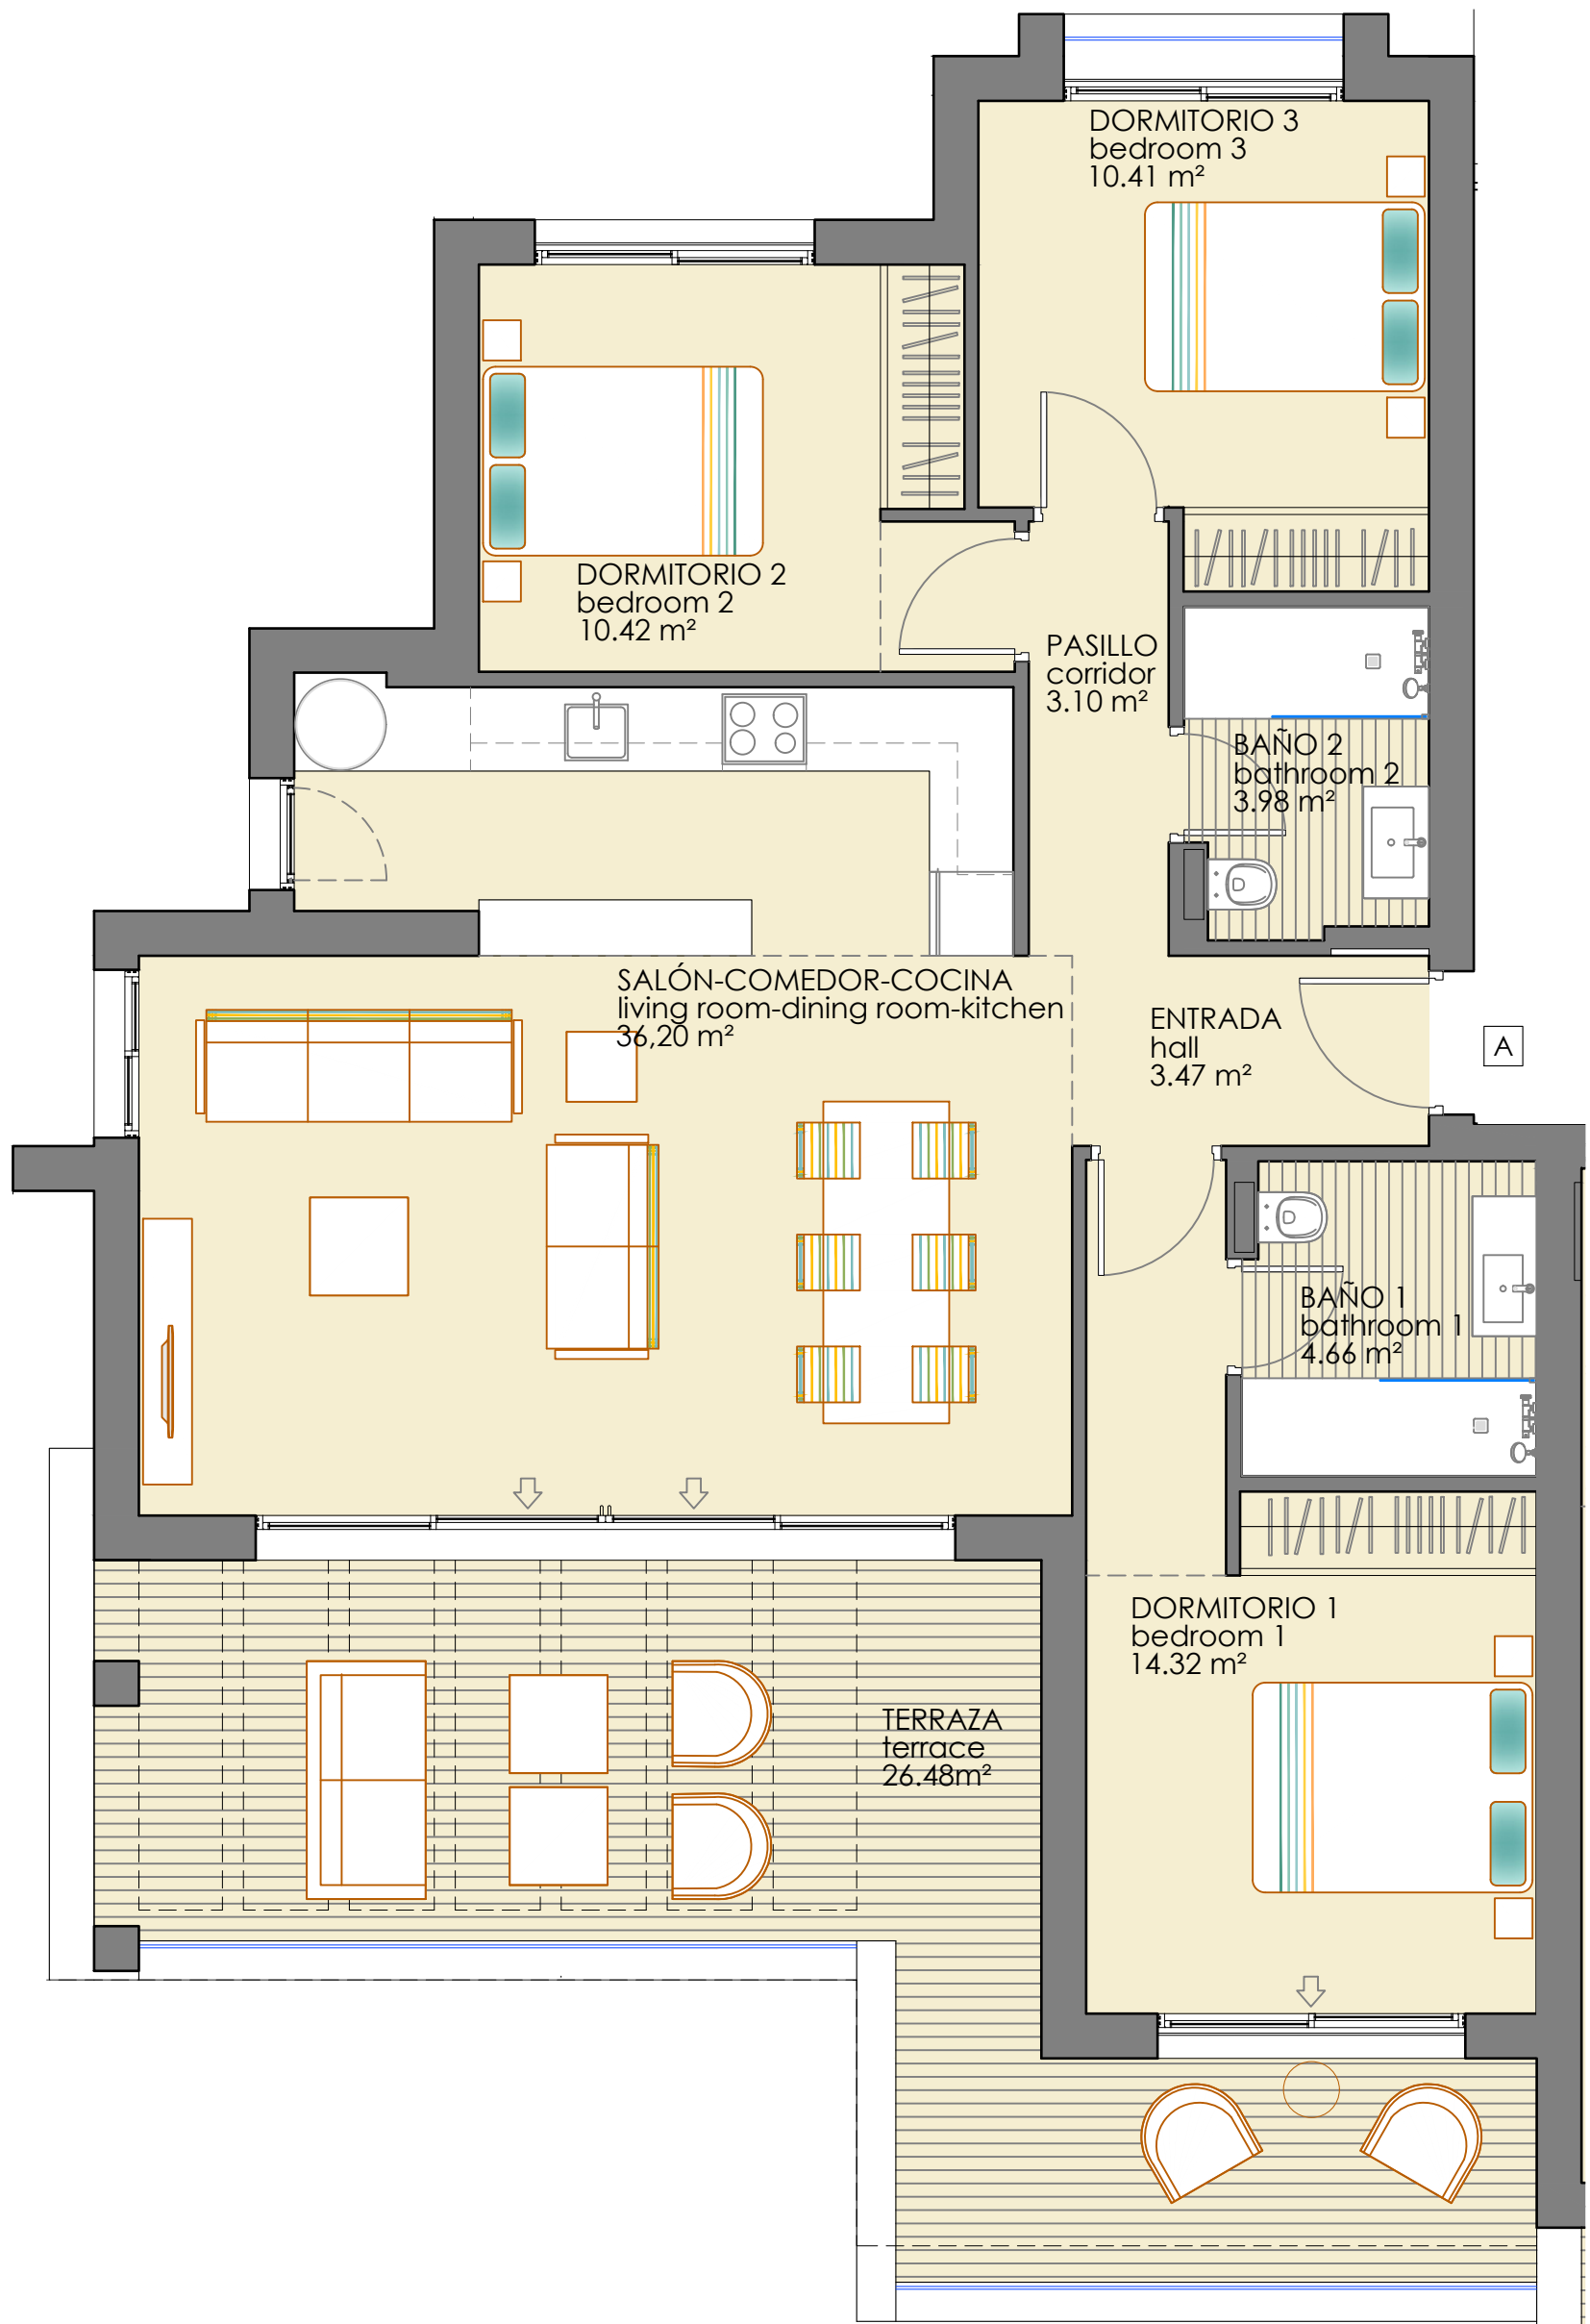 DORMITORIO 3
bedroom 3
10.41 m²
DORMITORIO 2
bedroom 2
10.42 m²
PASILLO
corridor
3.10 m²
BAÑO 2
bathroom 2
3.98 m²
SALÓN-COMEDOR-COCINA
living room-dining room-kitchen
36,20 m²
ENTRADA
hall
3.47 m²
A
BAÑO 1
bathroom 1
4.66 m²
DORMITORIO 1
bedroom 1
14.32 m²
TERRAZA
terrace
26.48m²